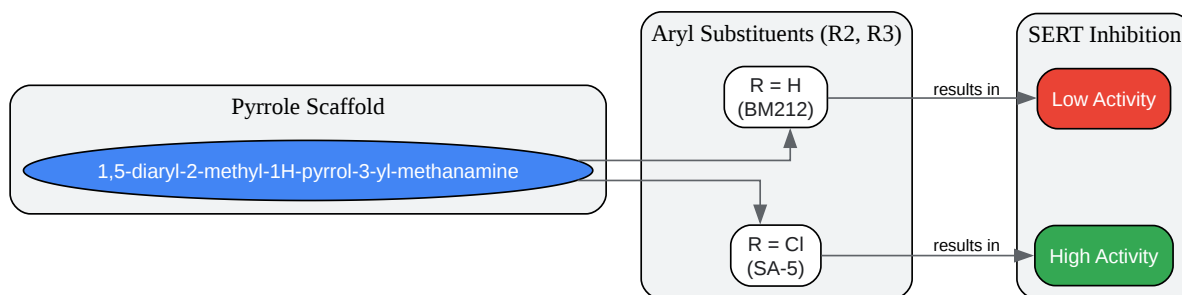 Pyrrole Scaffold
1,5-diaryl-2-methyl-1H-pyrrol-3-yl-methanamine
Aryl Substituents (R2, R3)
R = H
(BM212)
R = Cl
(SA-5)
results in
results in
SERT Inhibition
Low Activity
High Activity